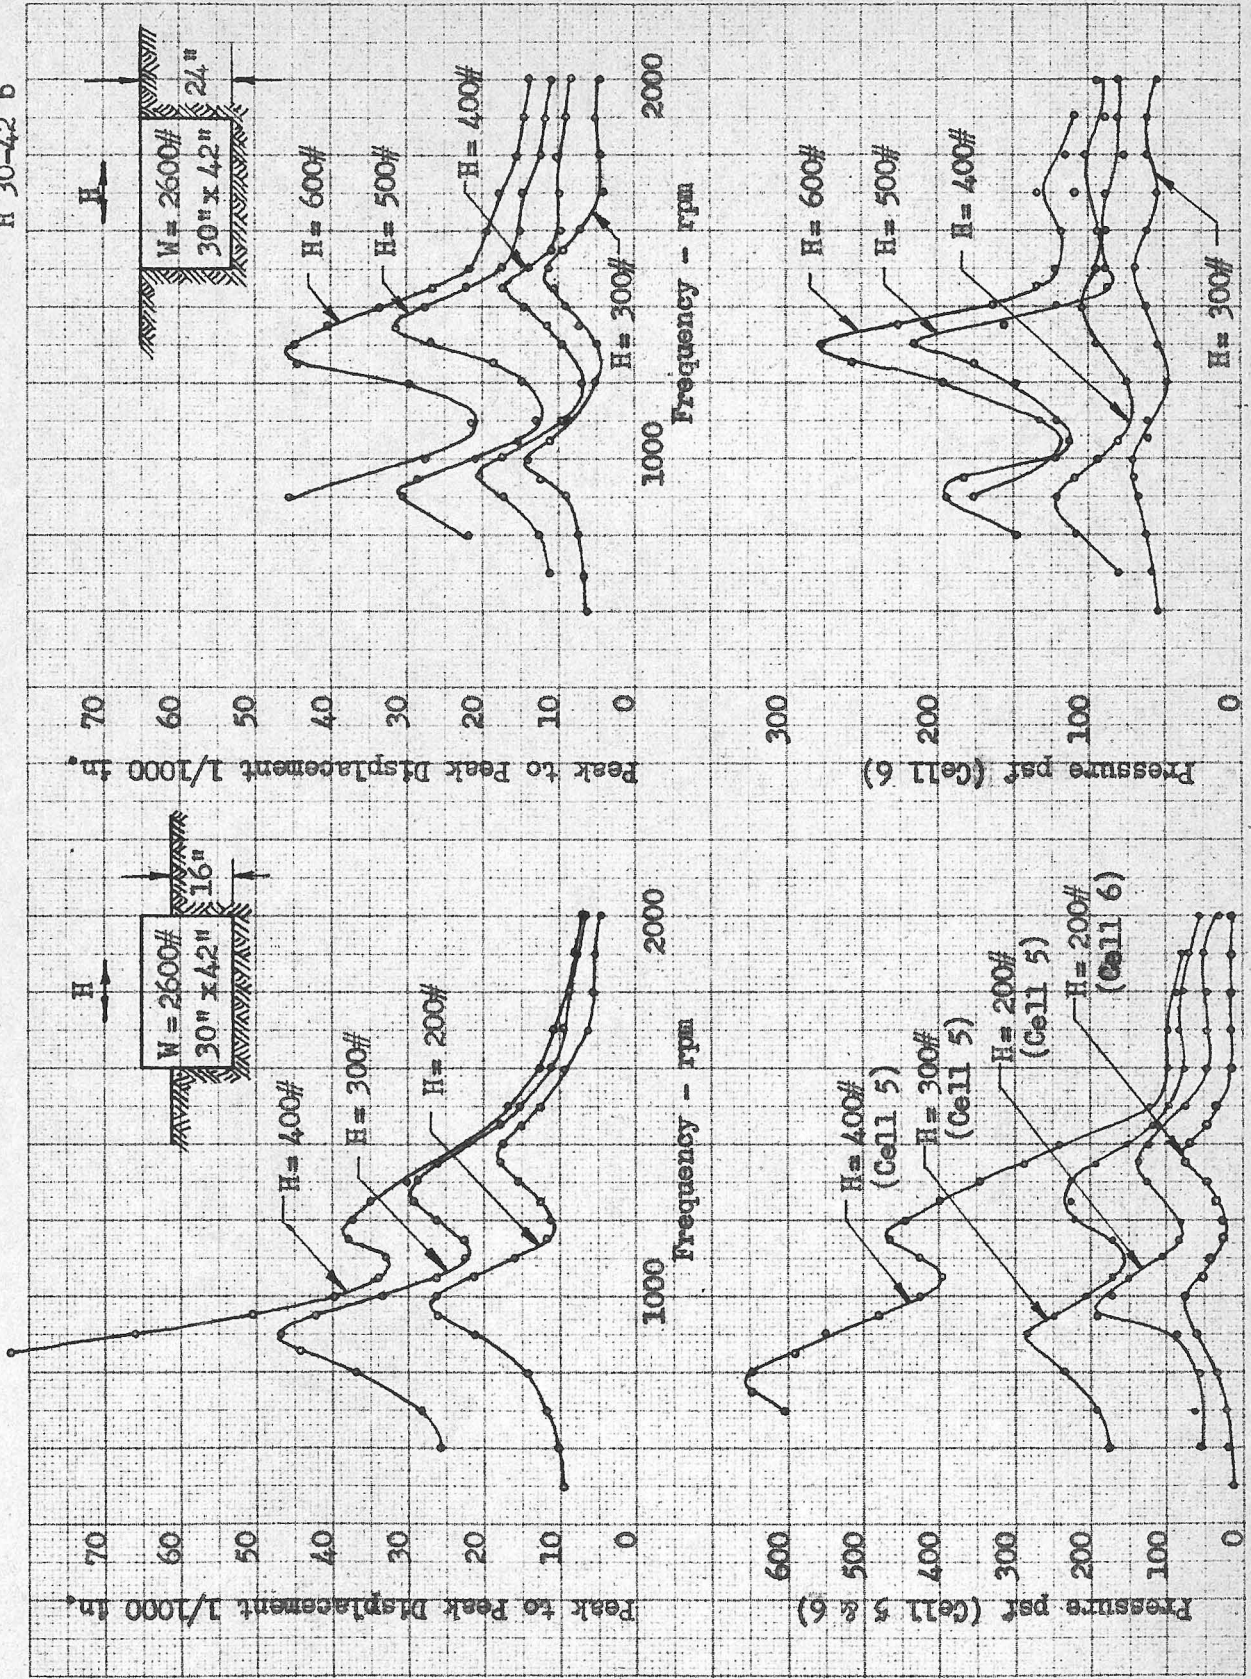 H 30-42 b
H
W = 2600#
30" x 42"
16"
70
60
50
40
30
20
10
0
Peak to Peak Displacement 1/1000 in.
H = 400#
H = 300#
H = 200#
1000
2000
Frequency - rpm
600
500
400
300
200
100
0
Pressure psf (Cell 5 & 6)
H = 400#
(Cell 5)
H = 300#
(Cell 5)
H = 200#
(Cell 5)
H = 200#
(Cell 6)
H
W = 2600#
30" x 42"
24"
70
60
50
40
30
20
10
0
Peak to Peak Displacement 1/1000 in.
H = 600#
H = 500#
H = 400#
H = 300#
1000
2000
Frequency - rpm
300
200
100
0
Pressure psf (Cell 6)
H = 600#
H = 500#
H = 400#
H = 300#